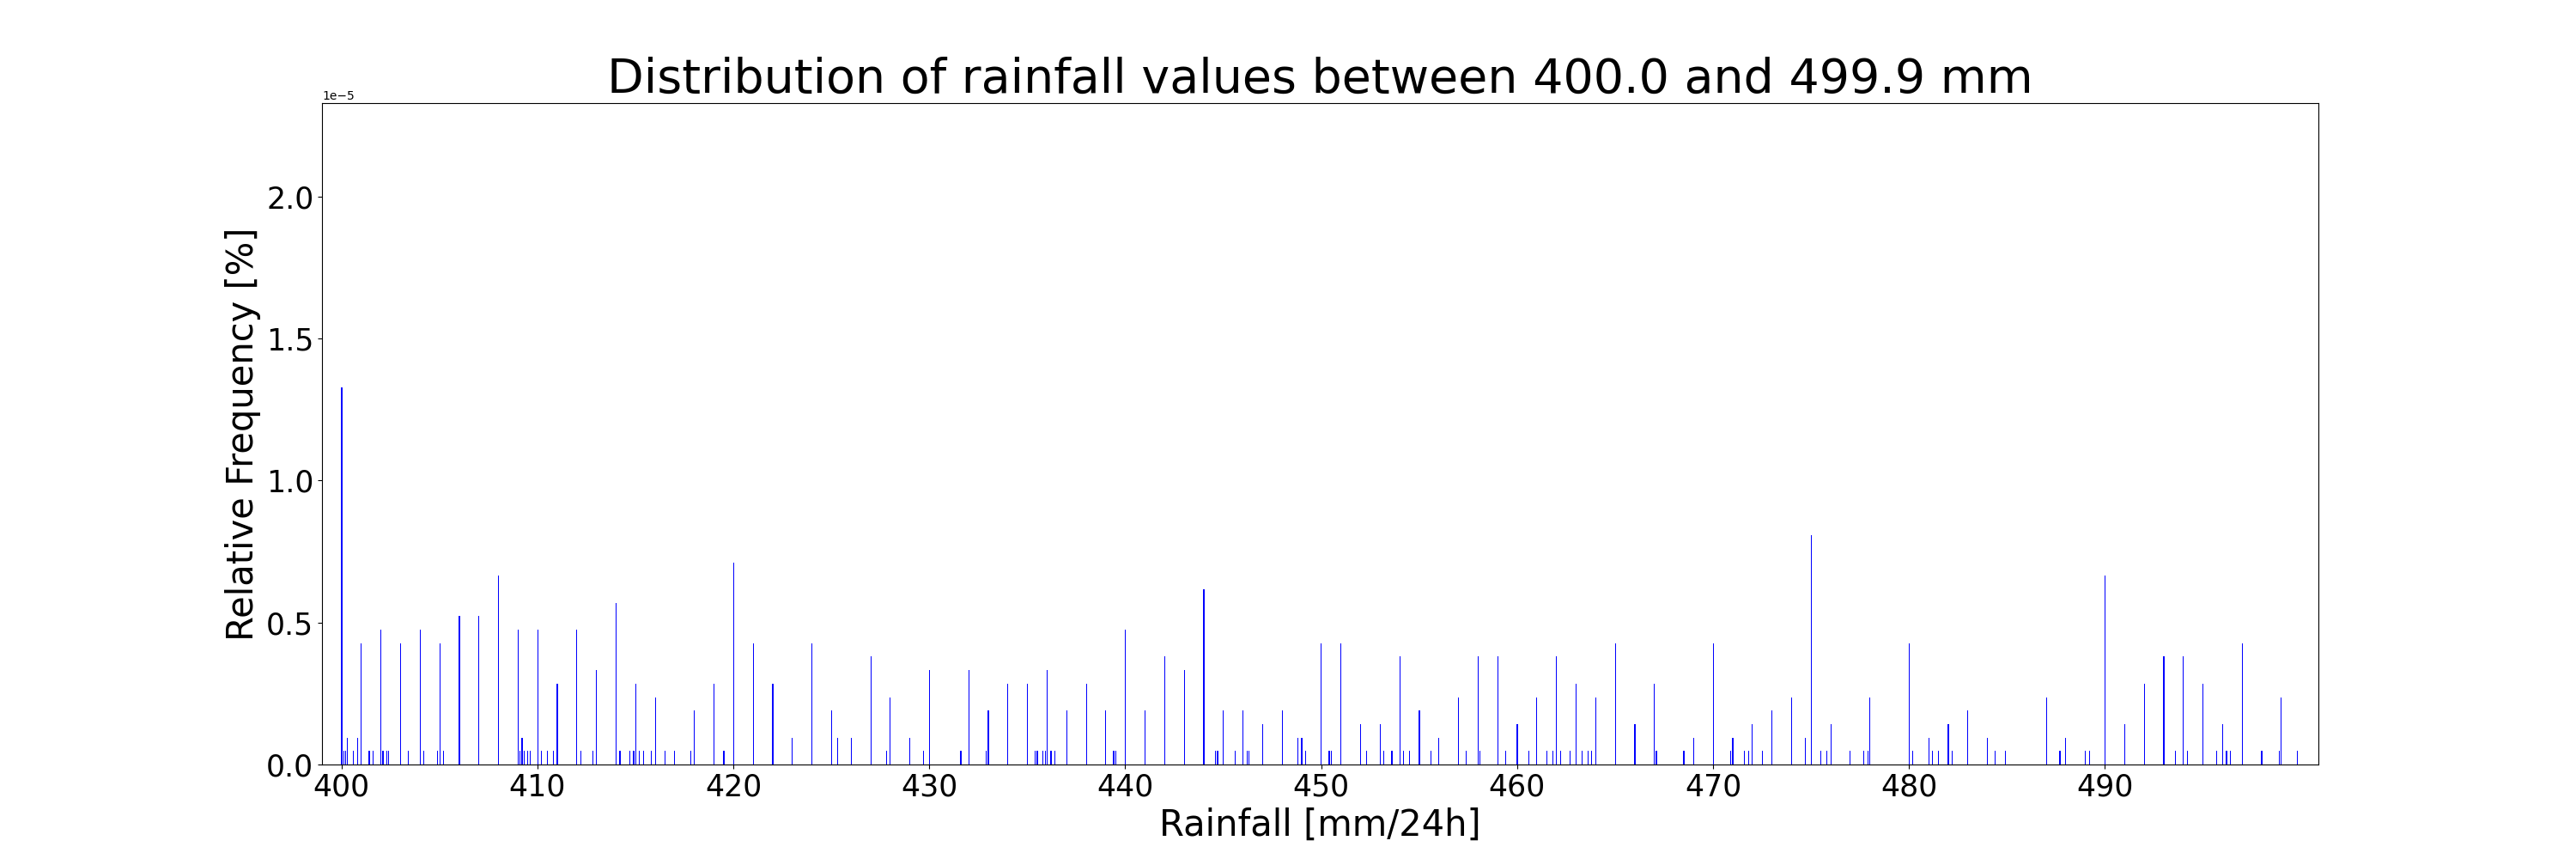 Distribution of rainfall values between 400.0 and 499.9 mm
1e−5
2.0
1.5
1.0
0.5
0.0
Relative Frequency [%]
400 410 420 430 440 450 460 470 480 490
Rainfall [mm/24h]